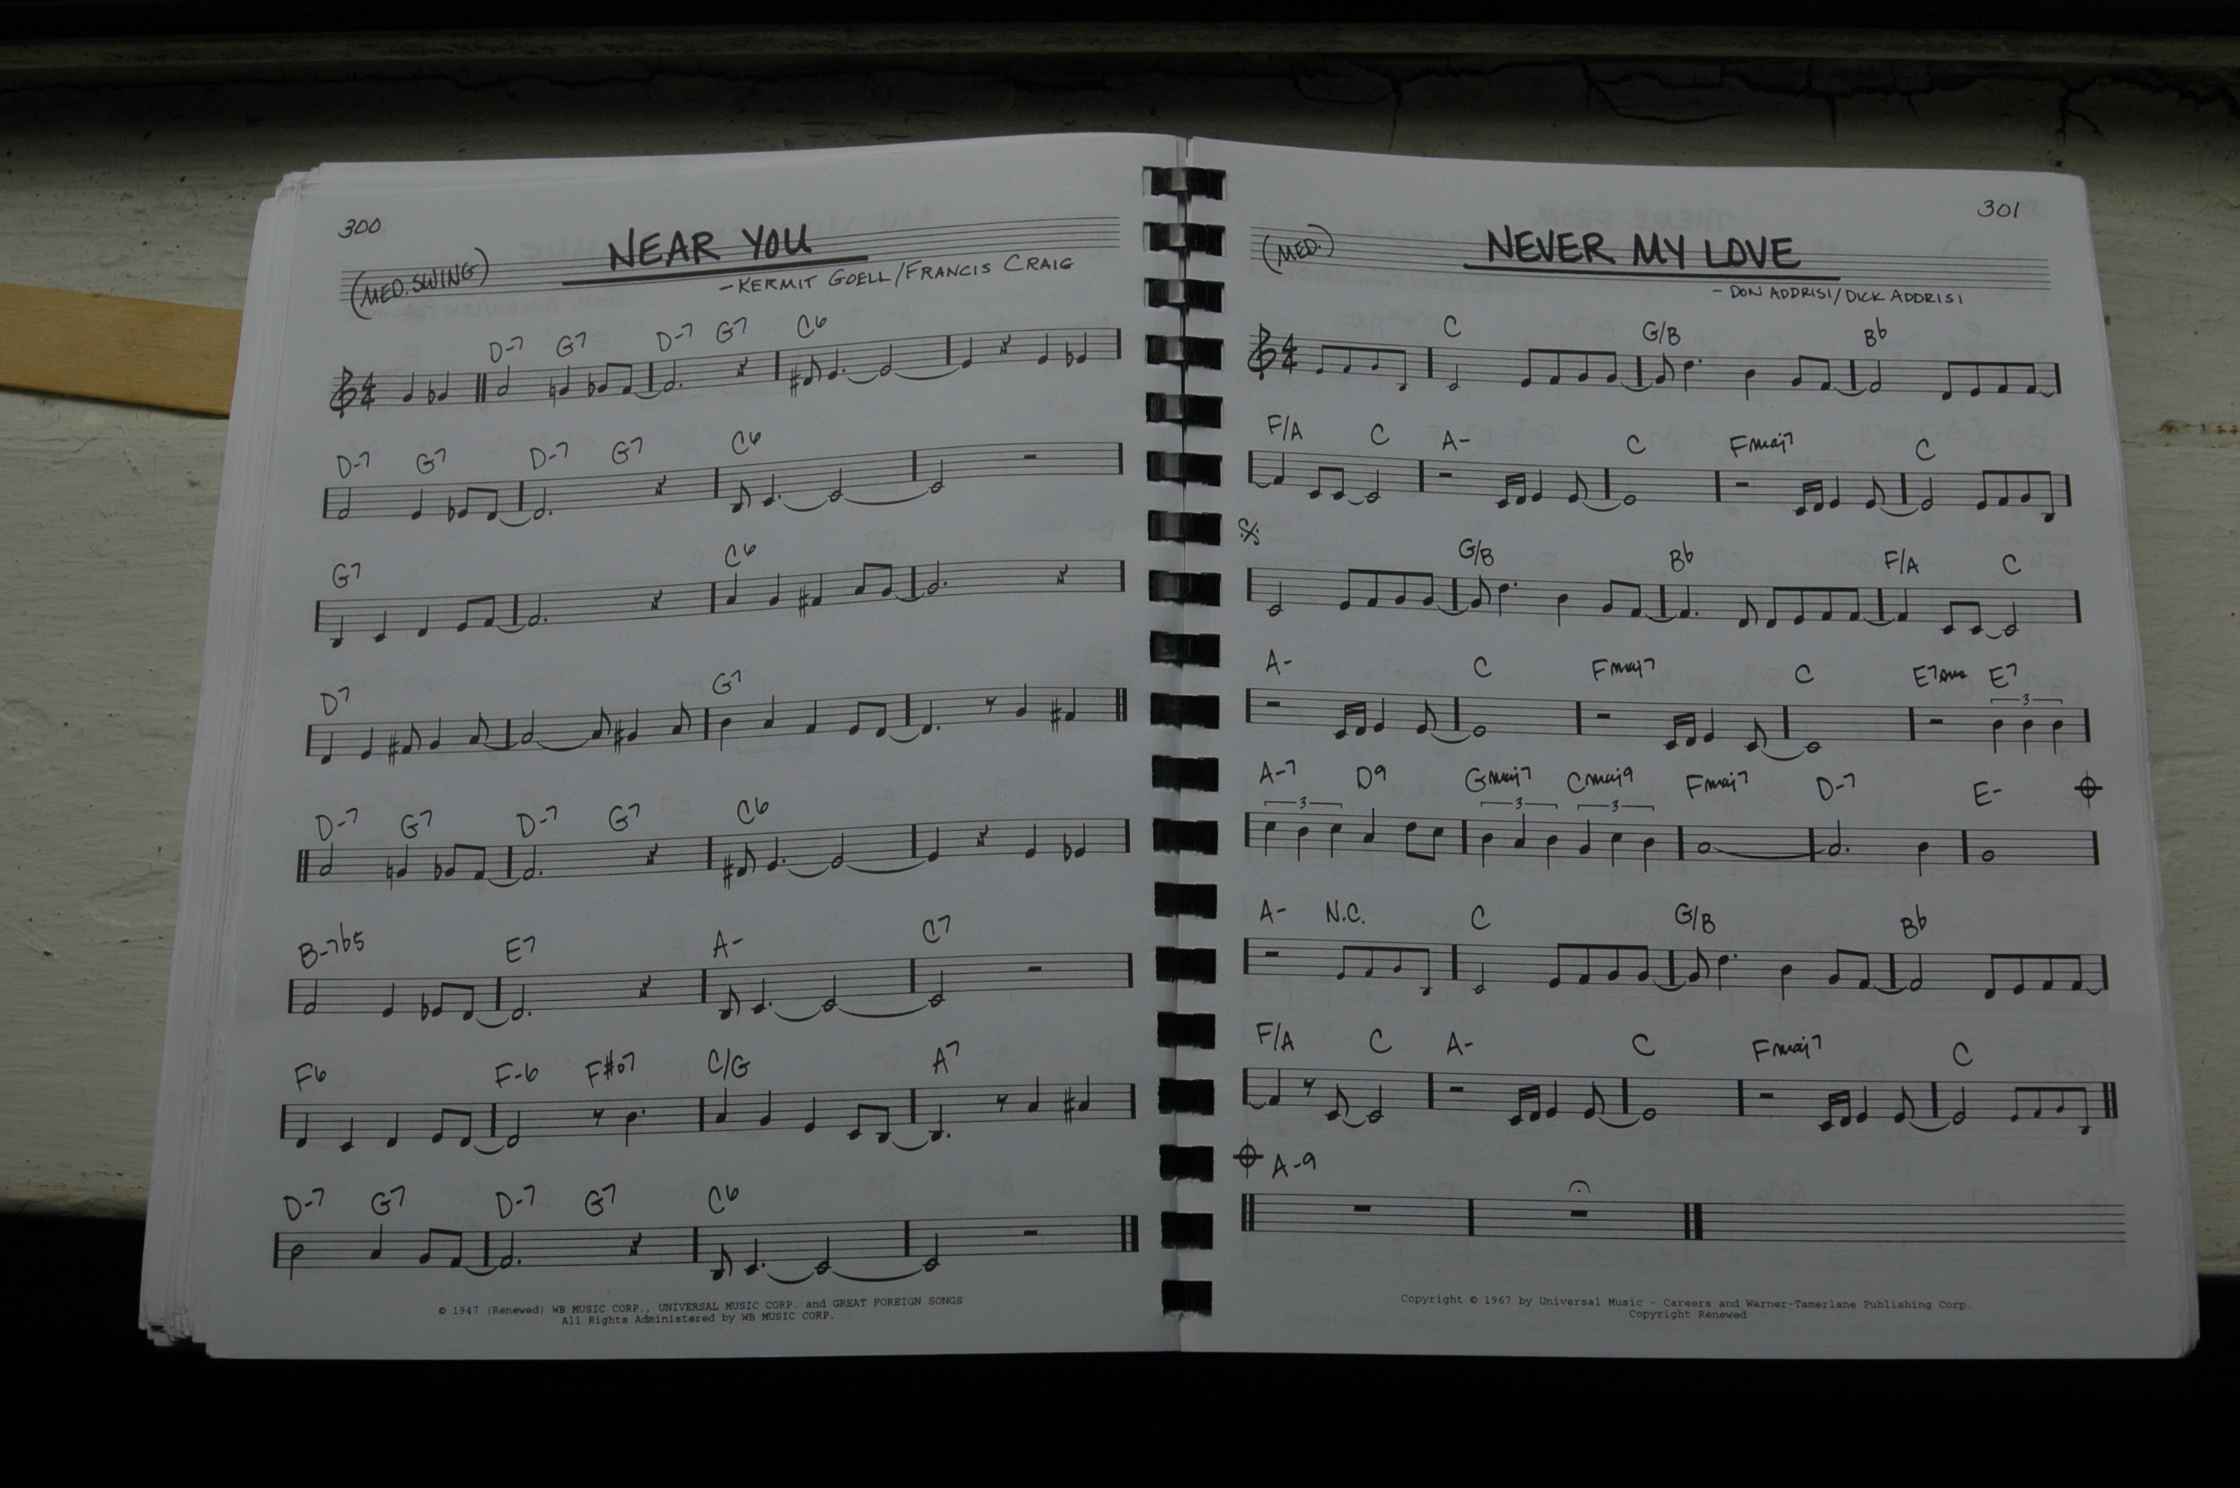 300
NEAR YOU
(MED. SWING)
-KERMIT GOELL/FRANCIS CRAIG
D-7 G7 D-7 G7 C6
D-7 G7 D-7 G7 C6
G7 C6
D7 G7
D-7 G7 D-7 G7 C6
B-7b5 E7 A- C7
F6 F-6 F#o7 C/G A7
D-7 G7 D-7 G7 C6
© 1947 (Renewed) WB MUSIC CORP., UNIVERSAL MUSIC CORP. and GREAT FOREIGN SONGS
All Rights Administered by WB MUSIC CORP.
301
(MED.)
NEVER MY LOVE
- DON ADDRISI/DICK ADDRISI
C G/B Bb
F/A C A- C Fmaj7 C
G/B Bb F/A C
A- C Fmaj7 C E7sus E7
3
A-7 D9 Gmaj7 Cmaj9 Fmaj7 D-7 E-
3 3 3
A- N.C. C G/B Bb
F/A C A- C Fmaj7 C
A-9
Copyright © 1967 by Universal Music - Careers and Warner-Tamerlane Publishing Corp.
Copyright Renewed